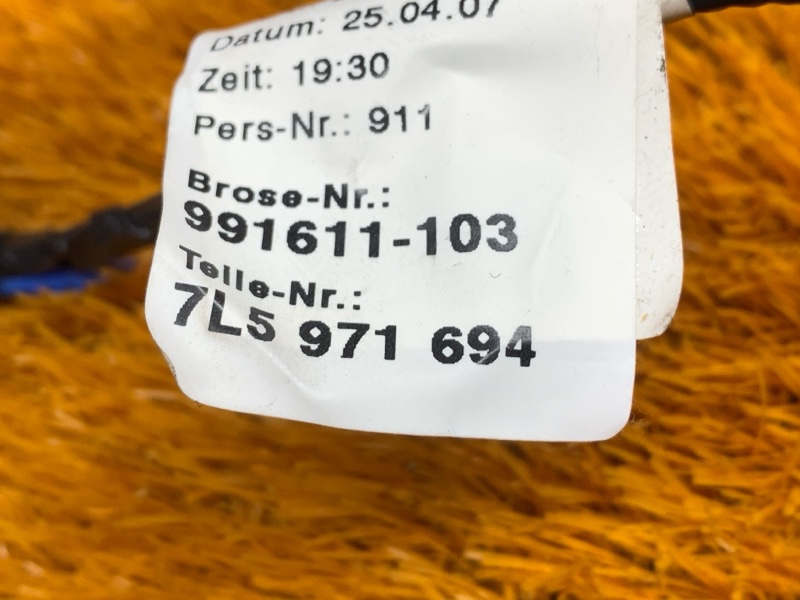 Datum: 25.04.07
Zeit: 19:30
Pers-Nr.: 911
Brose-Nr.:
991611-103
Teile-Nr.:
7L5 971 694